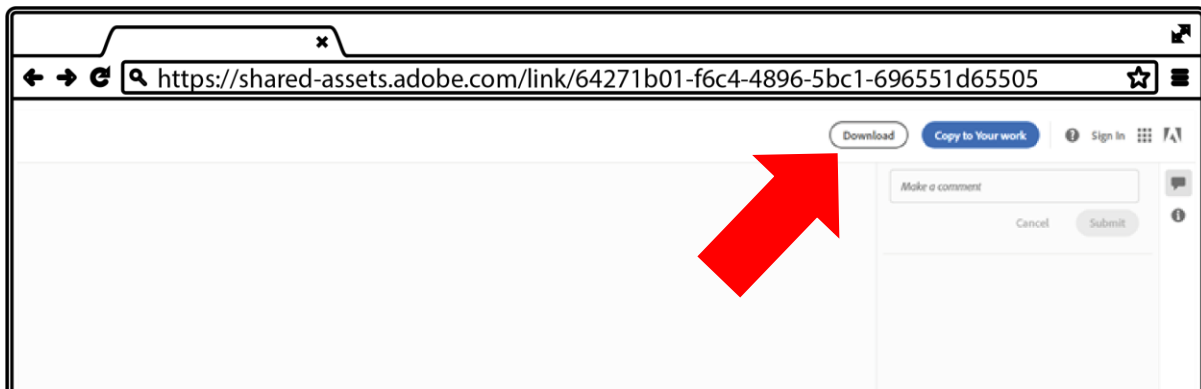 https://shared-assets.adobe.com/link/64271b01-f6c4-4896-5bc1-696551d65505
Download Copy to Your work Sign In
Make a comment
Cancel Submit